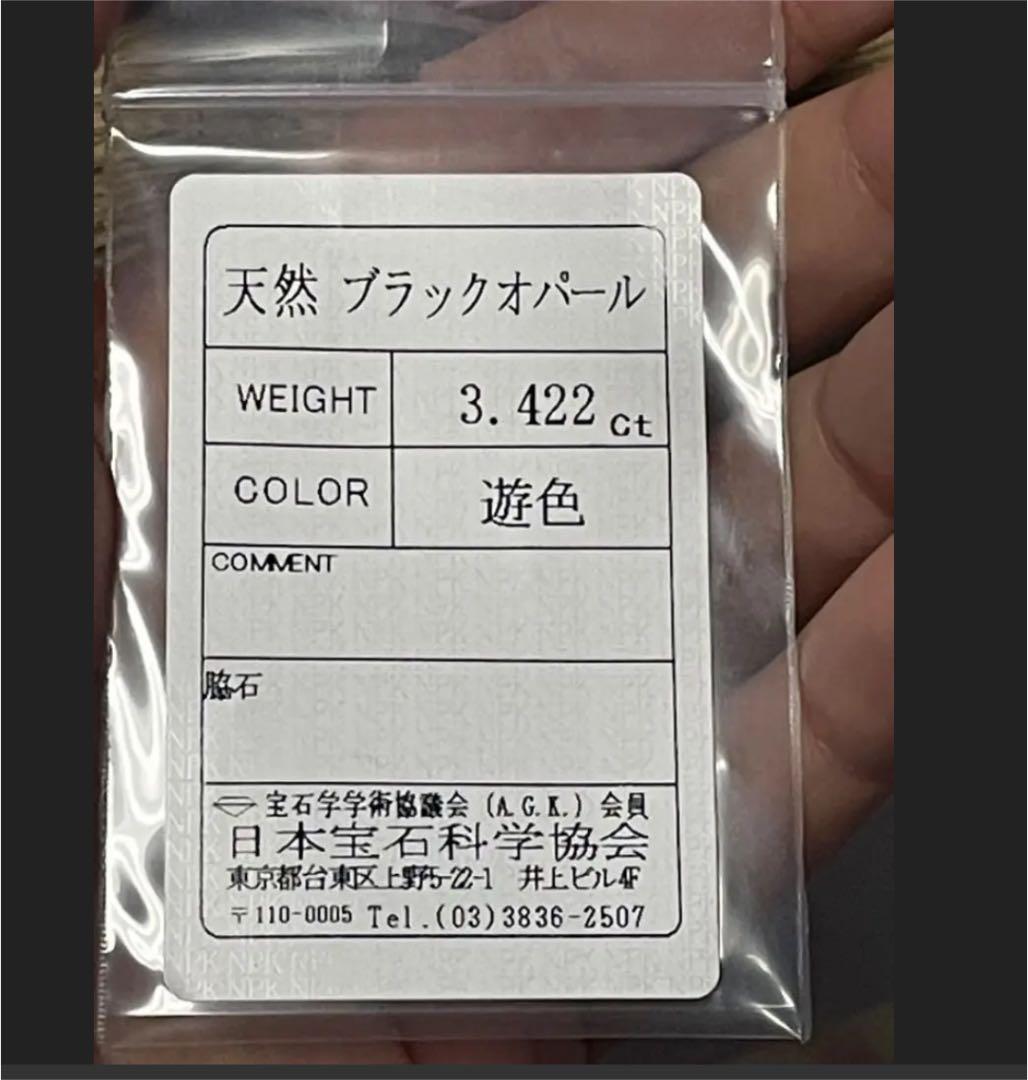 天然 ブラックオパール
WEIGHT 3.422 ct
COLOR 遊色
COMMENT
脇石
宝石学学術協議会 (A.G.K.) 会員
日本宝石科学協会
東京都台東区上野5-22-1 井上ビル4F
〒110-0005 Tel.(03)3836-2507
NPK NPK